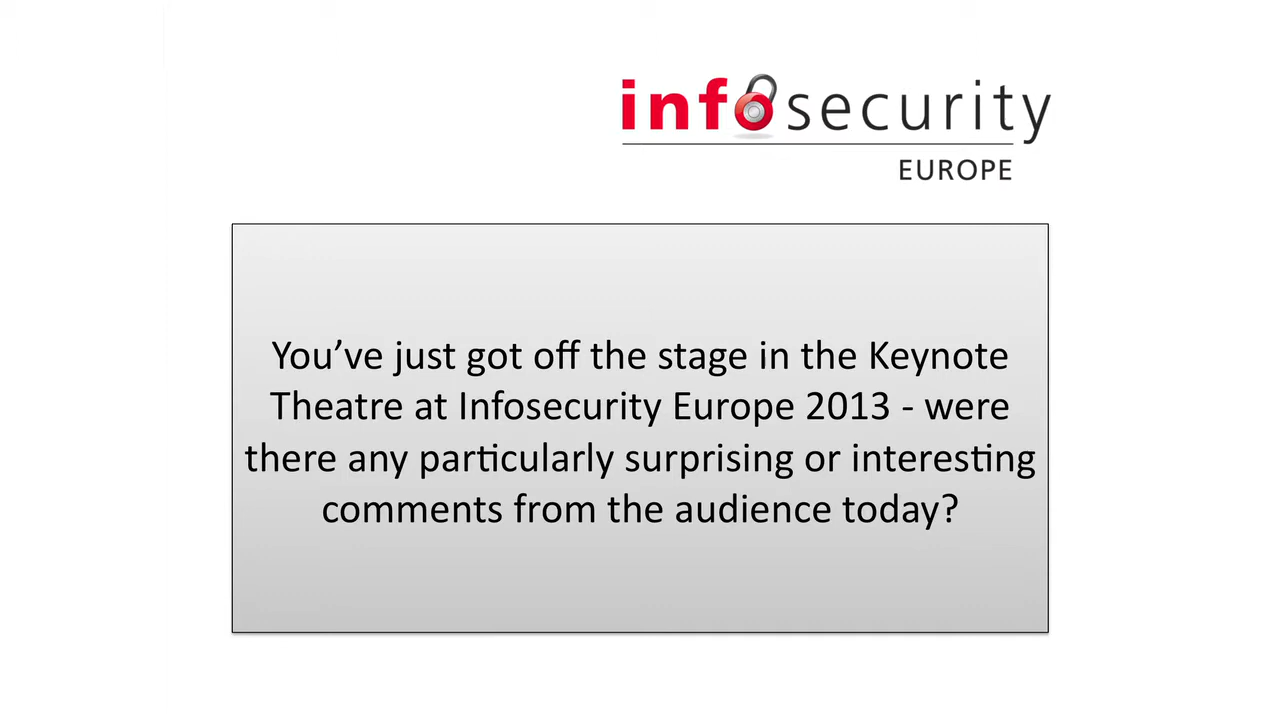 infosecurity
EUROPE
You’ve just got off the stage in the Keynote
Theatre at Infosecurity Europe 2013 - were
there any particularly surprising or interesting
comments from the audience today?